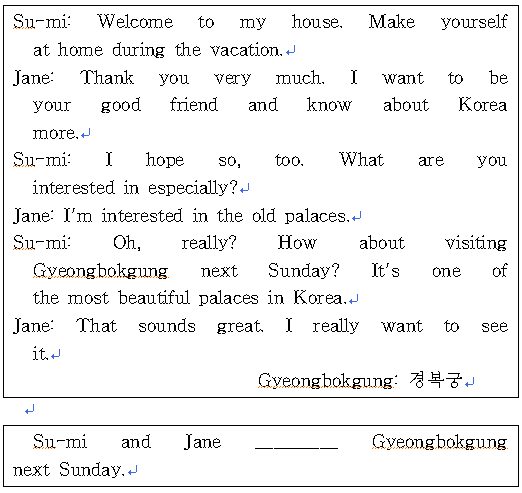 Su-mi: Welcome to my house. Make yourself
at home during the vacation.
Jane: Thank you very much. I want to be
your good friend and know about Korea
more.
Su-mi: I hope so, too. What are you
interested in especially?
Jane: I'm interested in the old palaces.
Su-mi: Oh, really? How about visiting
Gyeongbokgung next Sunday? It's one of
the most beautiful palaces in Korea.
Jane: That sounds great. I really want to see
it.
Gyeongbokgung: 경복궁
Su-mi and Jane __________ Gyeongbokgung
next Sunday.